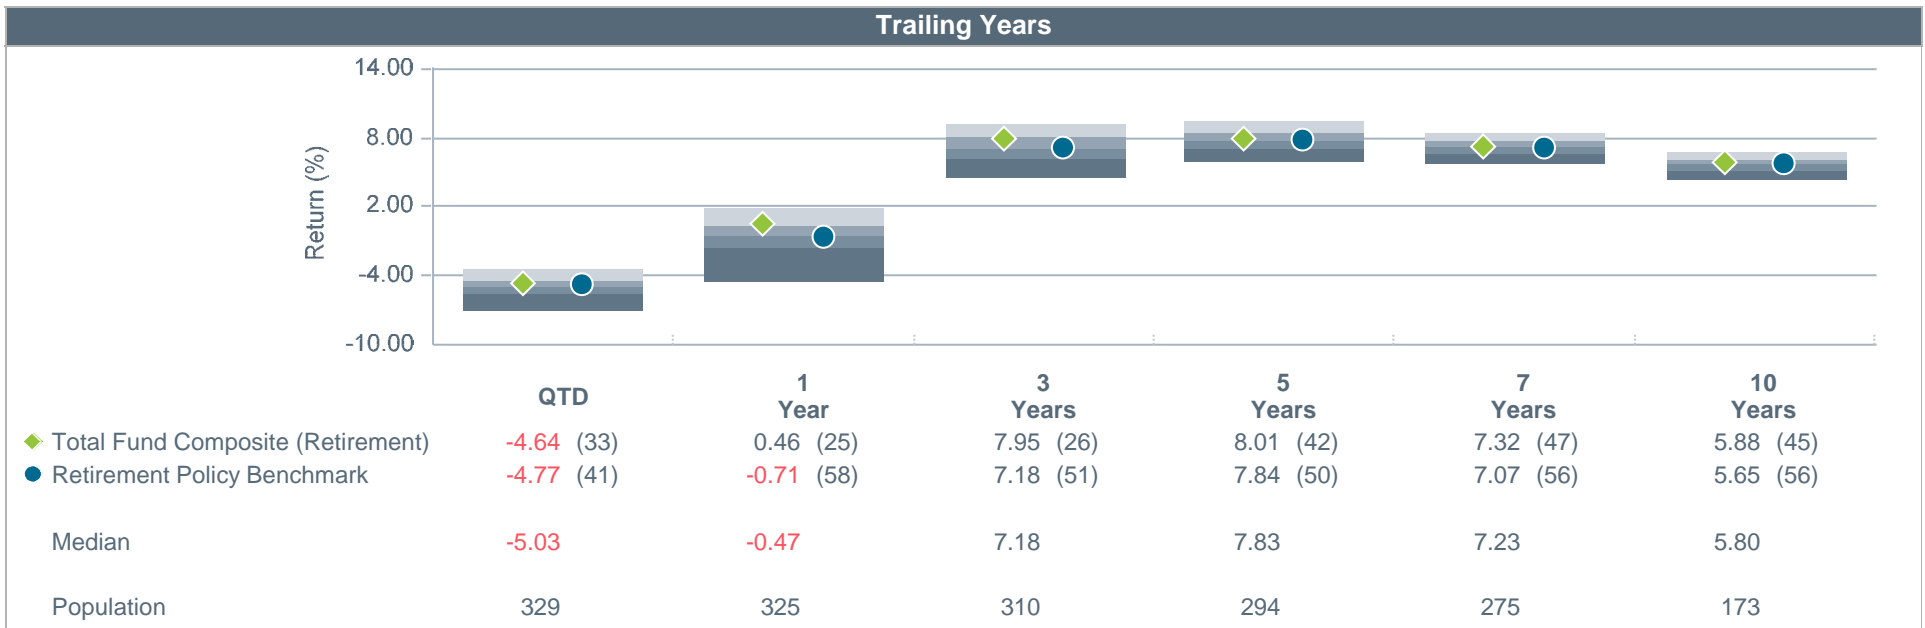 Trailing Years
14.00
8.00
2.00
-4.00
-10.00
Return (%)
QTD
1 Year
3 Years
5 Years
7 Years
10 Years
Total Fund Composite (Retirement) -4.64 (33) 0.46 (25) 7.95 (26) 8.01 (42) 7.32 (47) 5.88 (45)
Retirement Policy Benchmark -4.77 (41) -0.71 (58) 7.18 (51) 7.84 (50) 7.07 (56) 5.65 (56)
Median -5.03 -0.47 7.18 7.83 7.23 5.80
Population 329 325 310 294 275 173